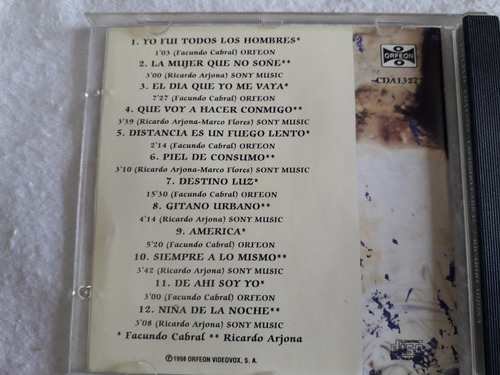 1. YO FUI TODOS LOS HOMBRES*
1'03 (Facundo Cabral) ORFEON
2. LA MUJER QUE NO SOÑE**
3'00 (Ricardo Arjona) SONY MUSIC
3. EL DIA QUE YO ME VAYA*
7'27 (Facundo Cabral) ORFEON
4. QUE VOY A HACER CONMIGO**
3'39 (Ricardo Arjona-Marco Flores) SONY MUSIC
5. DISTANCIA ES UN FUEGO LENTO*
2'14 (Facundo Cabral) ORFEON
6. PIEL DE CONSUMO**
3'10 (Ricardo Arjona-Marco Flores) SONY MUSIC
7. DESTINO LUZ*
15'30 (Facundo Cabral) ORFEON
8. GITANO URBANO**
4'14 (Ricardo Arjona) SONY MUSIC
9. AMERICA*
5'20 (Facundo Cabral) ORFEON
10. SIEMPRE A LO MISMO**
3'42 (Ricardo Arjona) SONY MUSIC
11. DE AHI SOY YO*
3'00 (Facundo Cabral) ORFEON
12. NIÑA DE LA NOCHE**
3'08 (Ricardo Arjona) SONY MUSIC
* Facundo Cabral ** Ricardo Arjona
℗1998 ORFEON VIDEOVOX, S. A.
ORFEON
COMPACT
disc